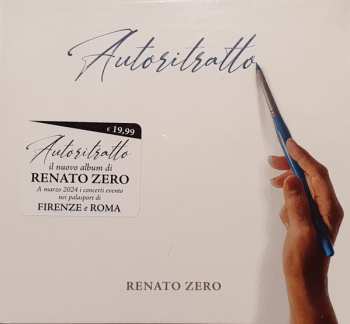 Autoritratto
€ 19,99
Autoritratto
il nuovo album di
RENATO ZERO
A marzo 2024 i concerti evento
nei palasport di
FIRENZE e ROMA
RENATO ZERO